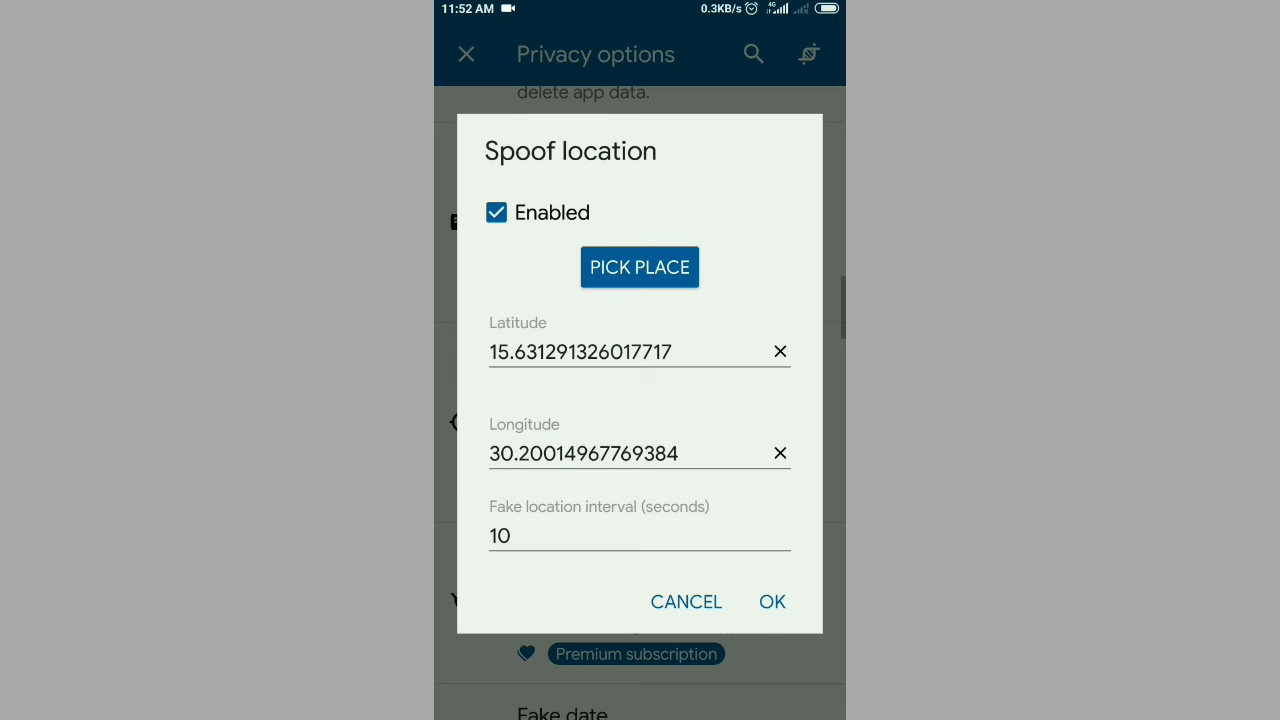 11:52 AM
0.3KB/s 4G
Privacy options
delete app data.
Spoof location
Enabled
PICK PLACE
Latitude
15.631291326017717
Longitude
30.20014967769384
Fake location interval (seconds)
10
CANCEL OK
Premium subscription
Fake date